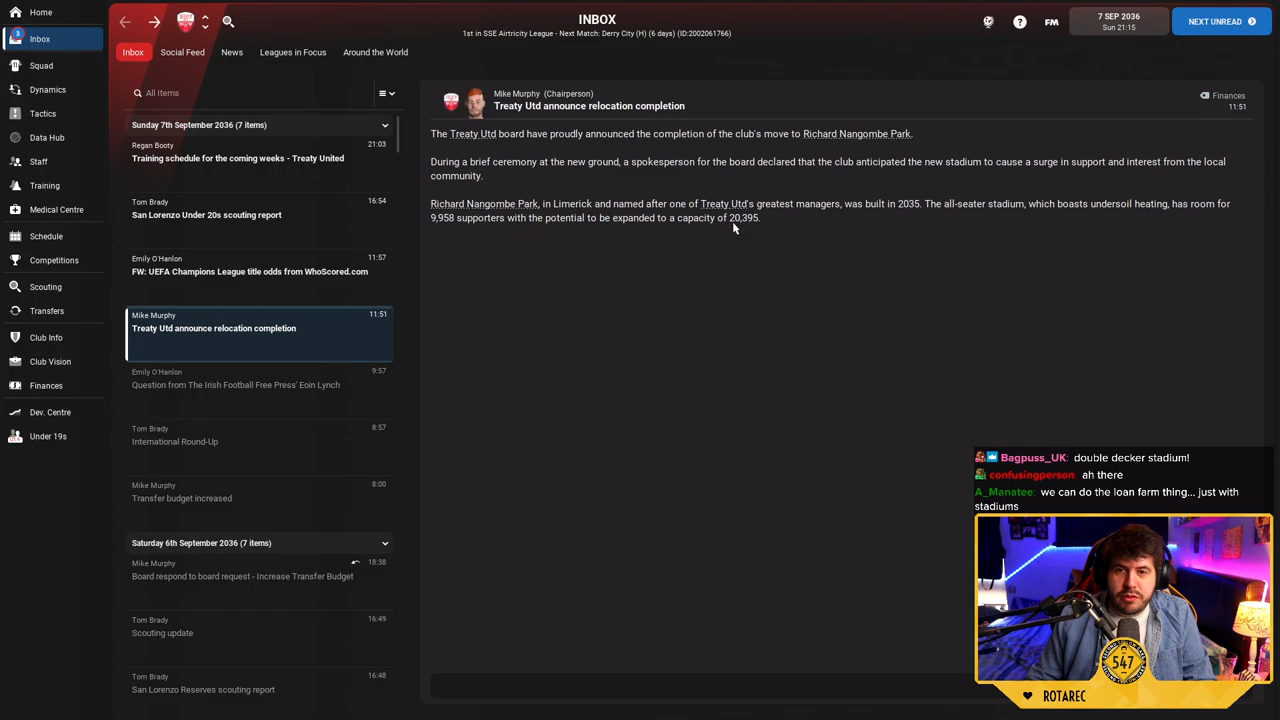 Home
3
Inbox
Squad
Dynamics
Tactics
Data Hub
Staff
Training
Medical Centre
Schedule
Competitions
Scouting
Transfers
Club Info
Club Vision
Finances
Dev. Centre
Under 19s
INBOX
1st in SSE Airtricity League - Next Match: Derry City (H) (6 days) (ID:2002061766)
FM
7 SEP 2036
Sun 21:15
NEXT UNREAD
Inbox
Social Feed
News
Leagues in Focus
Around the World
All Items
Sunday 7th September 2036 (7 items)
Regan Booty
21:03
Training schedule for the coming weeks - Treaty United
Tom Brady
16:54
San Lorenzo Under 20s scouting report
Emily O'Hanlon
11:57
FW: UEFA Champions League title odds from WhoScored.com
Mike Murphy
11:51
Treaty Utd announce relocation completion
Emily O'Hanlon
9:57
Question from The Irish Football Free Press' Eoin Lynch
Tom Brady
8:57
International Round-Up
Mike Murphy
8:00
Transfer budget increased
Saturday 6th September 2036 (7 items)
Mike Murphy
18:38
Board respond to board request - Increase Transfer Budget
Tom Brady
16:49
Scouting update
Tom Brady
16:48
San Lorenzo Reserves scouting report
Mike Murphy (Chairperson)
Treaty Utd announce relocation completion
Finances
11:51
The Treaty Utd board have proudly announced the completion of the club's move to Richard Nangombe Park.
During a brief ceremony at the new ground, a spokesperson for the board declared that the club anticipated the new stadium to cause a surge in support and interest from the local
community.
Richard Nangombe Park, in Limerick and named after one of Treaty Utd's greatest managers, was built in 2035. The all-seater stadium, which boasts undersoil heating, has room for
9,958 supporters with the potential to be expanded to a capacity of 20,395.
Bagpuss_UK: double decker stadium!
confusingperson: ah there
A_Manatee: we can do the loan farm thing... just with
stadiums
547
ROTAREC